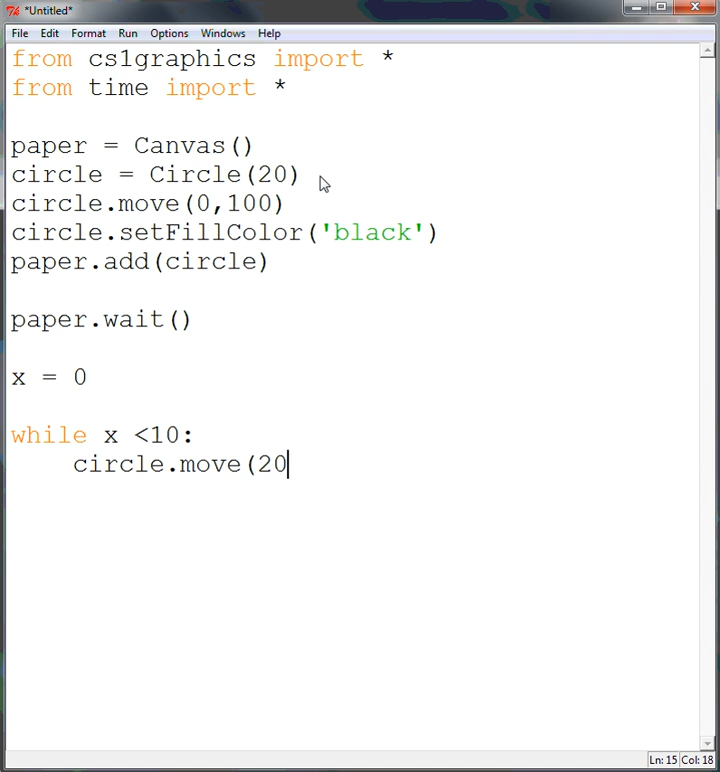 *Untitled*
File Edit Format Run Options Windows Help
from cs1graphics import *
from time import *
paper = Canvas()
circle = Circle(20)
circle.move(0,100)
circle.setFillColor('black')
paper.add(circle)
paper.wait()
x = 0
while x <10:
    circle.move(20
Ln: 15 Col: 18